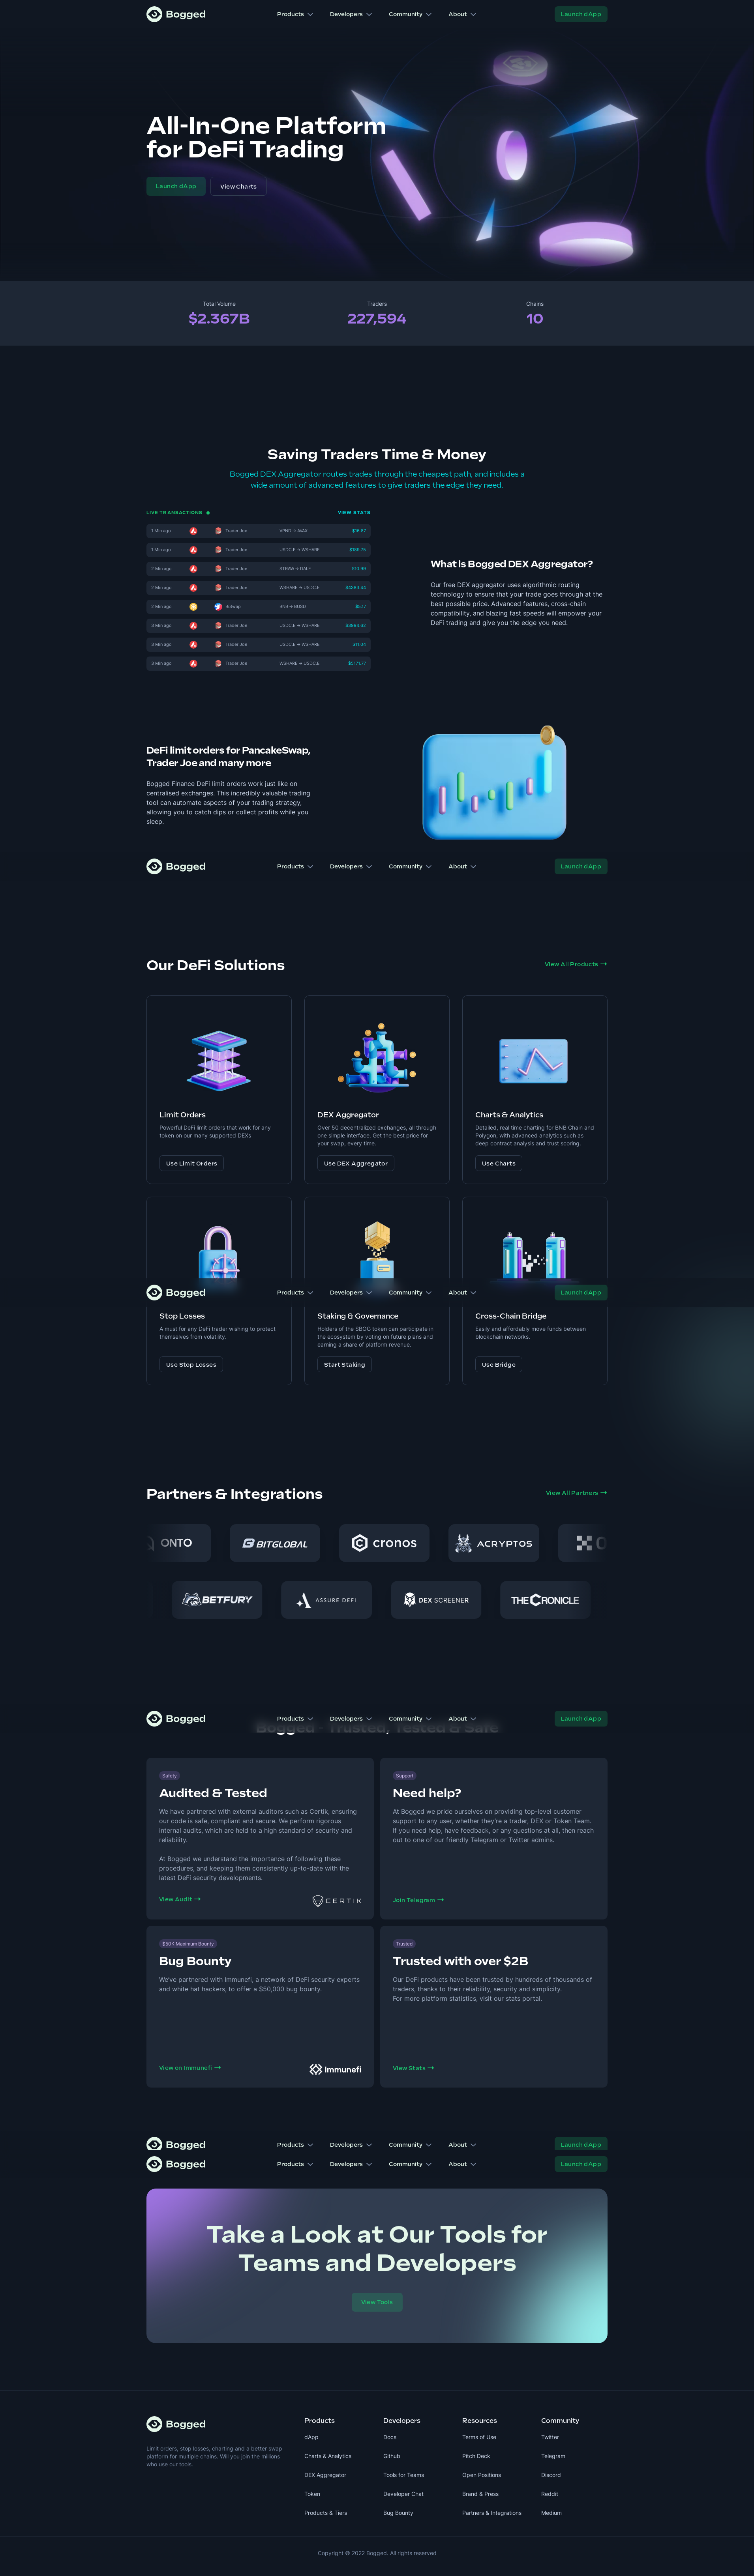 Bogged Products Developers Community About Launch dApp
All-In-One Platform
for DeFi Trading
Launch dApp View Charts
Total Volume Traders Chains
$2.367B 227,594 10
Saving Traders Time & Money
Bogged DEX Aggregator routes trades through the cheapest path, and includes a
wide amount of advanced features to give traders the edge they need.
LIVE TRANSACTIONS VIEW STATS
1 Min ago Trader Joe VPND → AVAX
1 Min ago Trader Joe USDC.E → WSHARE
2 Min ago Trader Joe
2 Min ago Trader Joe WSHARE → USDC.E
2 Min ago BiSwap BNB → BUSD $5.17
3 Min ago Trader Joe USDC.E → WSHARE
3 Min ago Trader Joe USDC.E → WSHARE
3 Min ago Trader Joe WSHARE → USDC.E
What is Bogged DEX Aggregator?
Our free DEX aggregator uses algorithmic routing
technology to ensure that your trade goes through at the
best possible price. Advanced features, cross-chain
compatibility, and blazing fast speeds will empower your
DeFi trading and give you the edge you need.
DeFi limit orders for PancakeSwap,
Trader Joe and many more
Bogged Finance DeFi limit orders work just like on
centralised exchanges. This incredibly valuable trading
tool can automate aspects of your trading strategy,
allowing you to catch dips or collect profits while you
sleep.
Bogged Products Developers Community About Launch dApp
Our DeFi Solutions View All Products →
Limit Orders
Powerful DeFi limit orders that work for any
token on our many supported DEXs
Use Limit Orders
DEX Aggregator
Over 50 decentralized exchanges, all through
one simple interface. Get the best price for
your swap, every time.
Use DEX Aggregator
Charts & Analytics
Detailed, real time charting for BNB Chain and
Polygon, with advanced analytics such as
deep contract analysis and trust scoring.
Use Charts
Bogged Products Developers Community About Launch dApp
Stop Losses
A must for any DeFi trader wishing to protect
themselves from volatility.
Use Stop Losses
Staking & Governance
Holders of the $BOG token can participate in
the ecosystem by voting on future plans and
earning a share of platform revenue.
Start Staking
Cross-Chain Bridge
Easily and affordably move funds between
blockchain networks.
Use Bridge
Partners & Integrations View All Partners →
ONTO BITGLOBAL cronos ACRYPTOS
BETFURY ASSURE DEFI DEX SCREENER THE CRONICLE
Bogged Products Developers Community About Launch dApp
Bogged - Trusted, Tested & Safe
Safety
Audited & Tested
We have partnered with external auditors such as Certik, ensuring
our code is safe, compliant and secure. We perform rigorous
internal audits, which are held to a high standard of security and
reliability.
At Bogged we understand the importance of following these
procedures, and keeping them consistently up-to-date with the
latest DeFi security developments.
View Audit → CERTIK
Support
Need help?
At Bogged we pride ourselves on providing top-level customer
support to any user, whether they're a trader, DEX or Token Team.
If you need help, have feedback, or any questions at all, then reach
out to one of our friendly Telegram or Twitter admins.
Join Telegram →
$50K Maximum Bounty
Bug Bounty
We've partnered with Immunefi, a network of DeFi security experts
and white hat hackers, to offer a $50,000 bug bounty.
View on Immunefi → Immunefi
Trusted
Trusted with over $2B
Our DeFi products have been trusted by hundreds of thousands of
traders, thanks to their reliability, security and simplicity.
For more platform statistics, visit our stats portal.
View Stats →
Bogged Products Developers Community About Launch dApp
Bogged Products Developers Community About Launch dApp
Take a Look at Our Tools for
Teams and Developers
View Tools
Bogged
Limit orders, stop losses, charting and a better swap
platform for multiple chains. Will you join the millions
who use our tools.
Products
dApp
Charts & Analytics
DEX Aggregator
Token
Products & Tiers
Developers
Docs
Github
Tools for Teams
Developer Chat
Bug Bounty
Resources
Terms of Use
Pitch Deck
Open Positions
Brand & Press
Partners & Integrations
Community
Twitter
Telegram
Discord
Reddit
Medium
Copyright © 2022 Bogged. All rights reserved